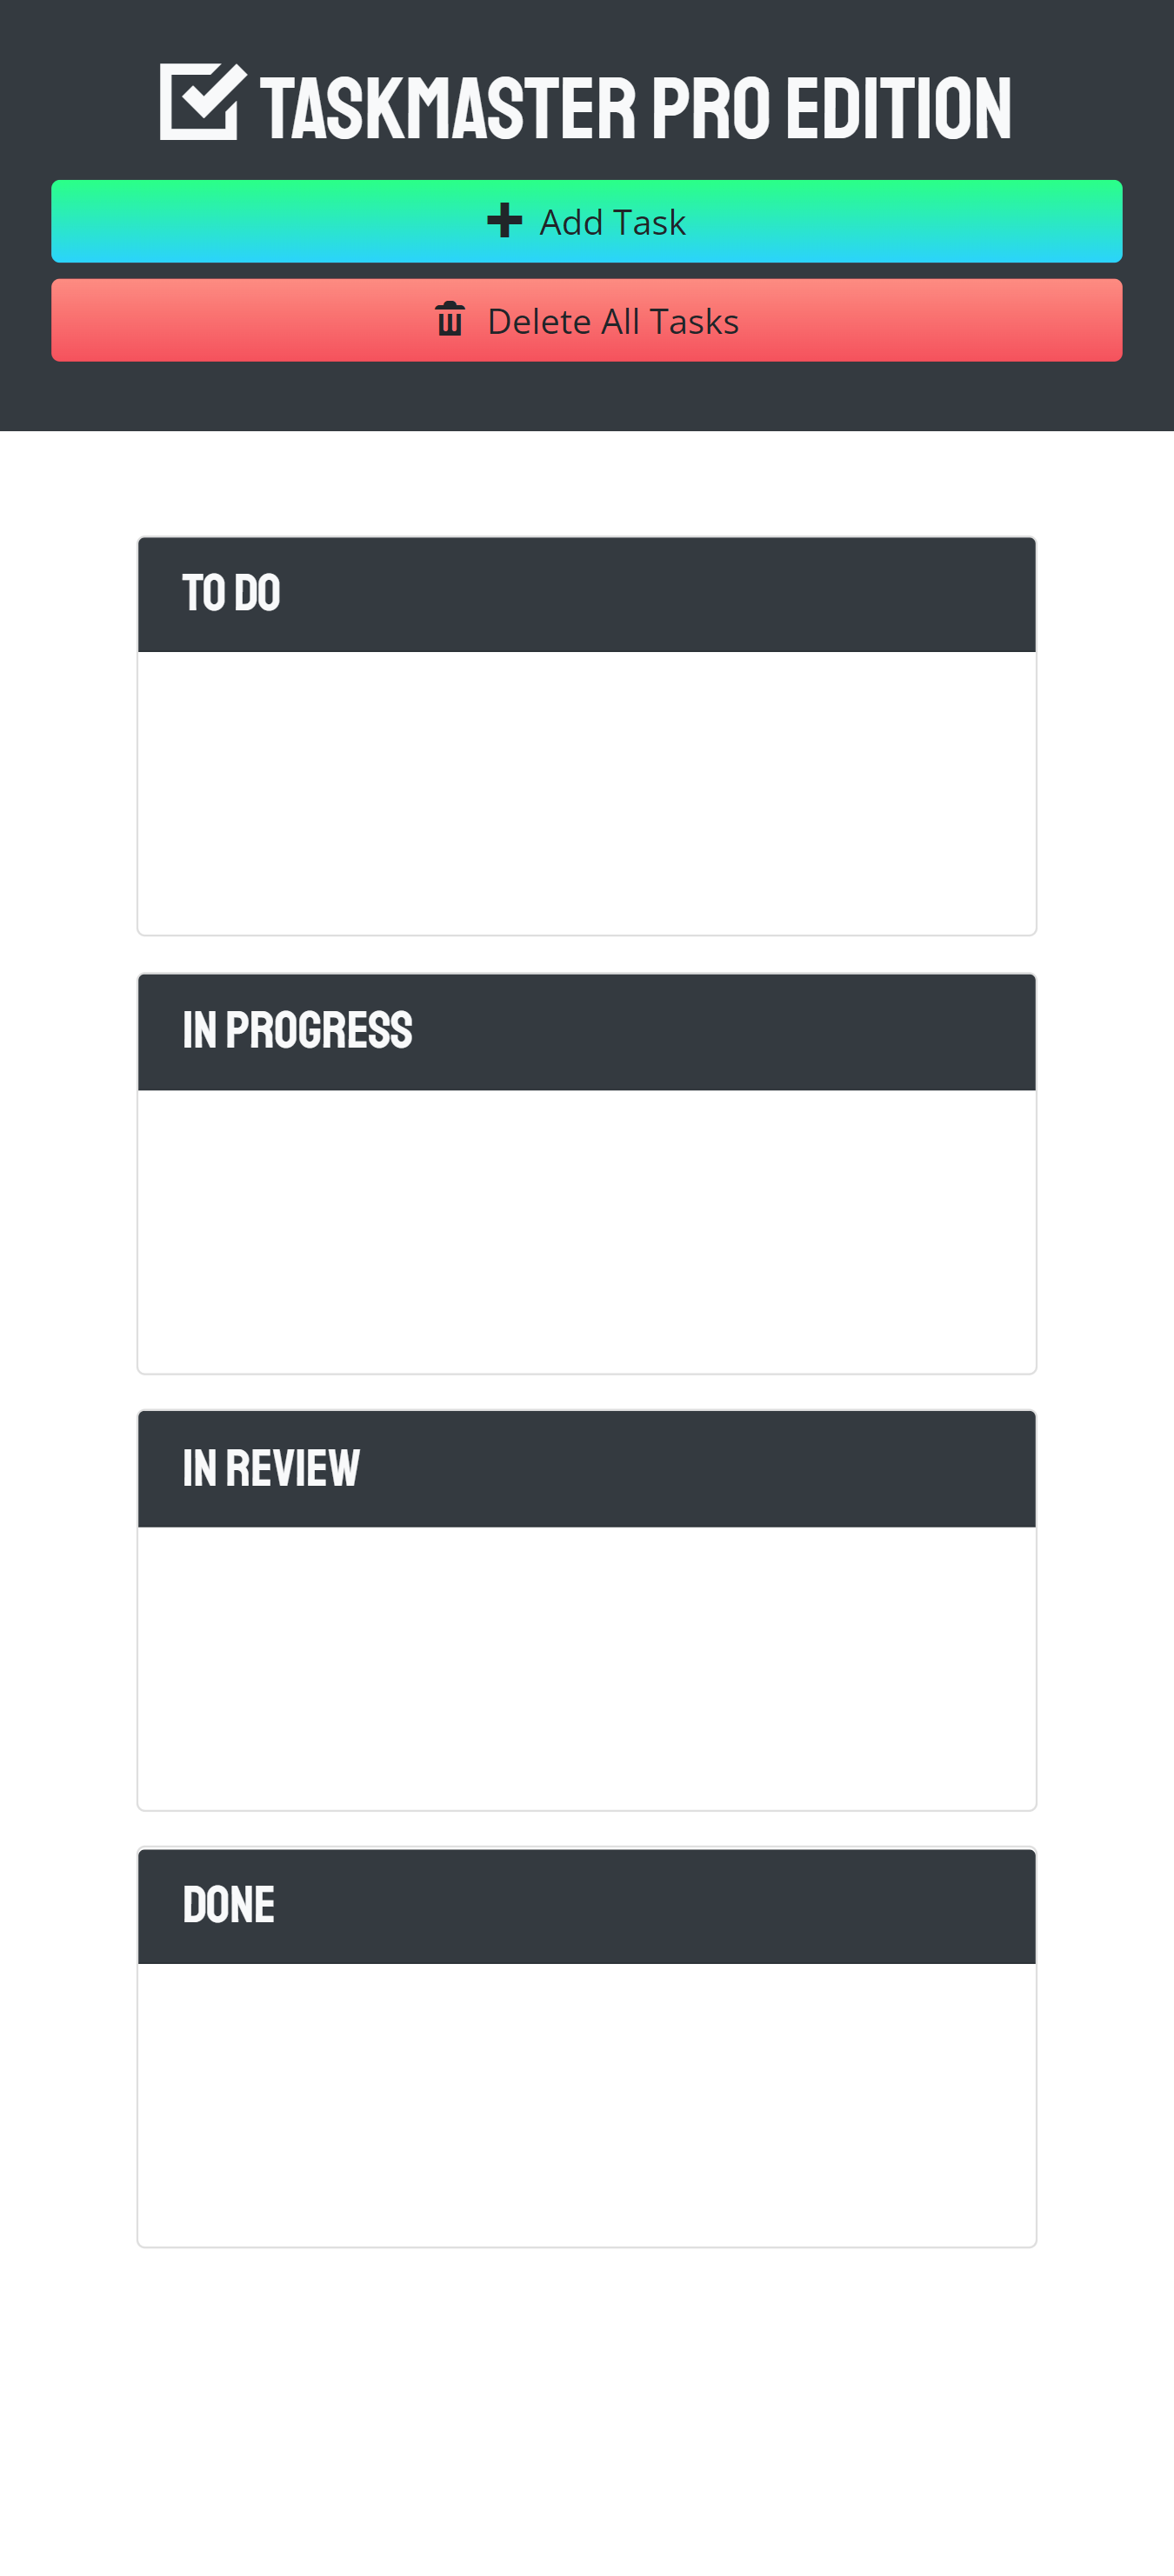 TASKMASTER PRO EDITION
Add Task
Delete All Tasks
TO DO
IN PROGRESS
IN REVIEW
DONE